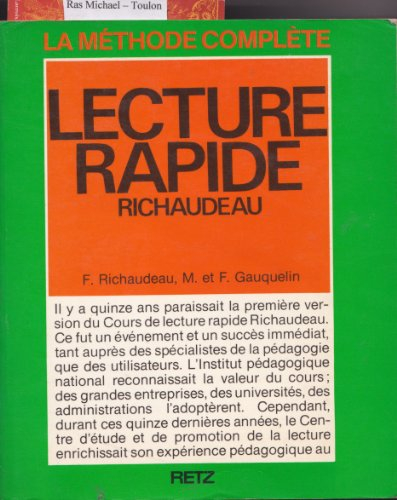 Ras Michael – Toulon
LA MÉTHODE COMPLÈTE
LECTURE
RAPIDE
RICHAUDEAU
F. Richaudeau, M. et F. Gauquelin
Il y a quinze ans paraissait la première ver-
sion du Cours de lecture rapide Richaudeau.
Ce fut un événement et un succès immédiat,
tant auprès des spécialistes de la pédagogie
que des utilisateurs. L'Institut pédagogique
national reconnaissait la valeur du cours ;
des grandes entreprises, des universités, des
administrations l'adoptèrent. Cependant,
durant ces quinze dernières années, le Cen-
tre d'étude et de promotion de la lecture
enrichissait son expérience pédagogique au
RETZ